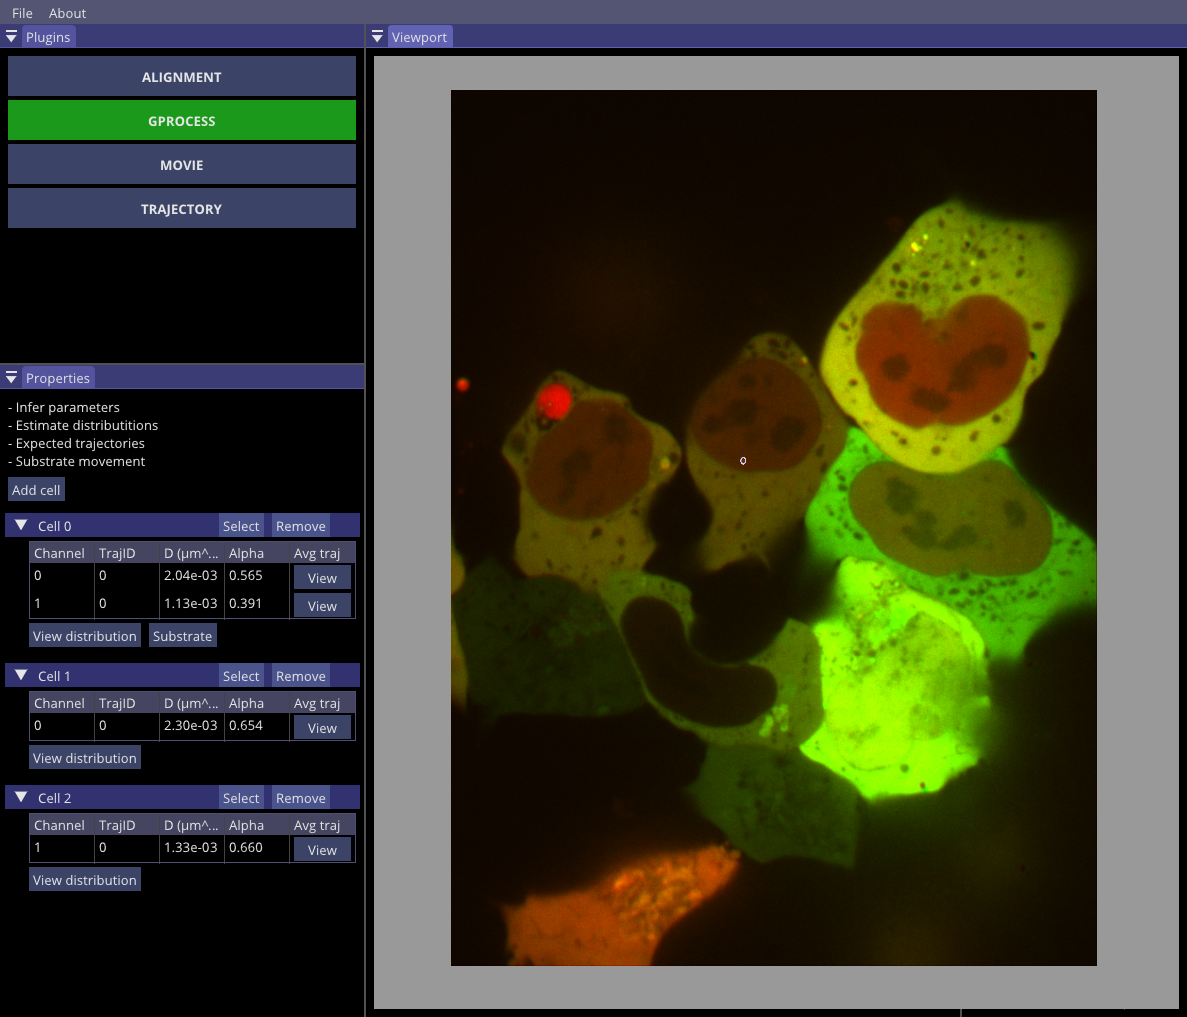 File About
Plugins
Viewport
ALIGNMENT
GPROCESS
MOVIE
TRAJECTORY
Properties
- Infer parameters
- Estimate distribututions
- Expected trajectories
- Substrate movement
Add cell
Cell 0 Select Remove
Channel TrajID D (µm^... Alpha Avg traj
0 0 2.04e-03 0.565 View
1 0 1.13e-03 0.391 View
View distribution Substrate
Cell 1 Select Remove
Channel TrajID D (µm^... Alpha Avg traj
0 0 2.30e-03 0.654 View
View distribution
Cell 2 Select Remove
Channel TrajID D (µm^... Alpha Avg traj
1 0 1.33e-03 0.660 View
View distribution